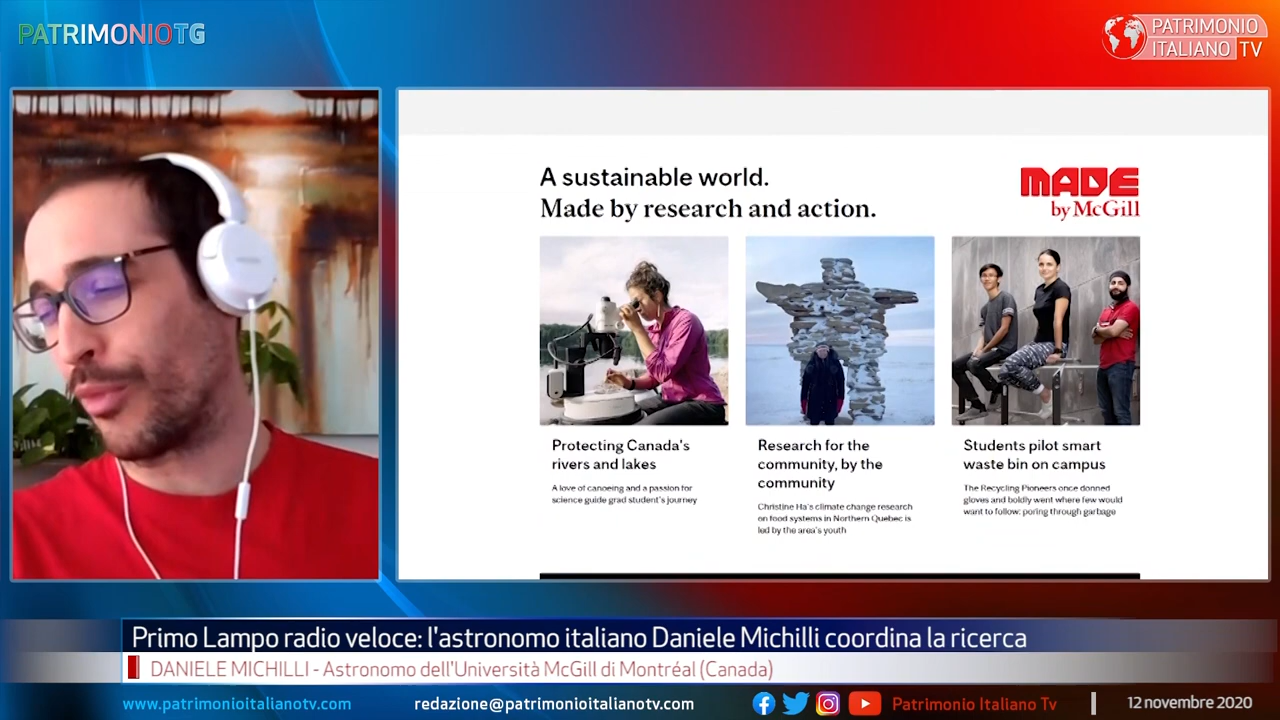 PATRIMONIOTG
PATRIMONIO
ITALIANO TV
A sustainable world.
Made by research and action.
MADE
by McGill
Protecting Canada's
rivers and lakes
A love of canoeing and a passion for
science guide grad student's journey
Research for the
community, by the
community
Christine Ha's climate change research
on food systems in Northern Quebec is
led by the area's youth
Students pilot smart
waste bin on campus
The Recycling Pioneers once donned
gloves and boldly went where few would
want to follow: poring through garbage
Primo Lampo radio veloce: l'astronomo italiano Daniele Michilli coordina la ricerca
DANIELE MICHILLI - Astronomo dell'Università McGill di Montréal (Canada)
www.patrimonioitalianotv.com
redazione@patrimonioitalianotv.com
Patrimonio Italiano Tv
12 novembre 2020